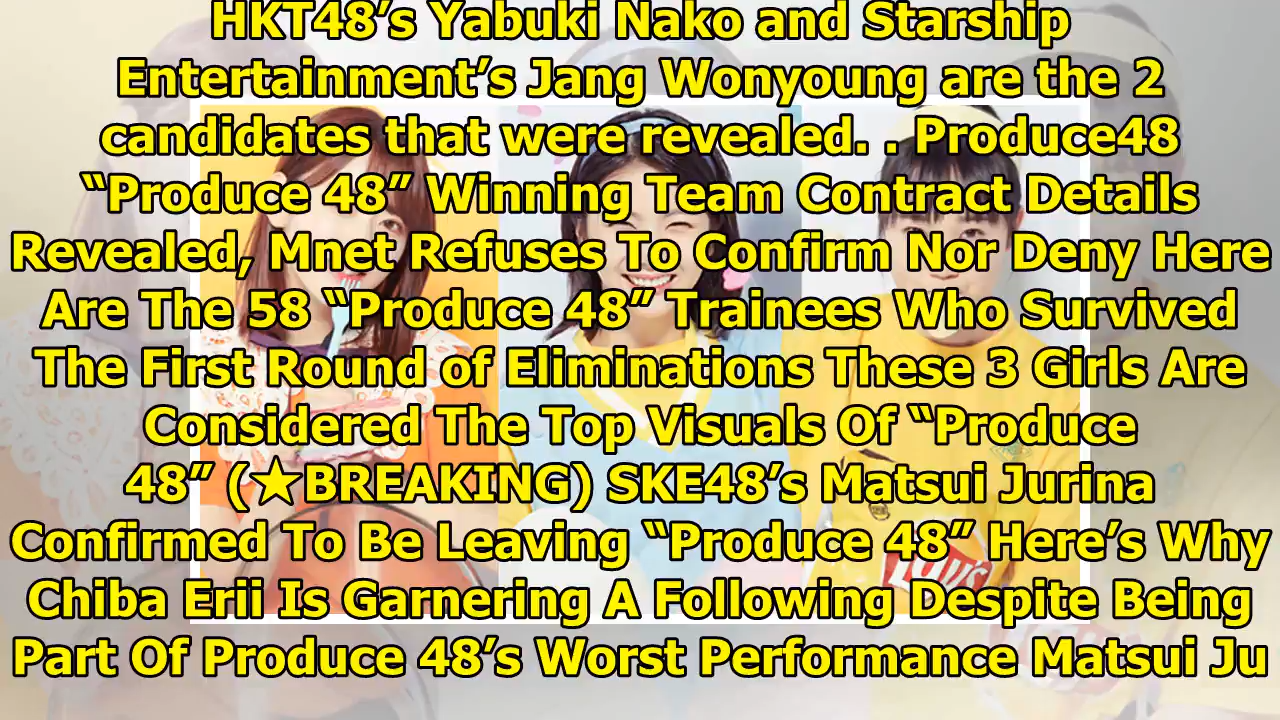 HKT48’s Yabuki Nako and Starship
Entertainment’s Jang Wonyoung are the 2
candidates that were revealed. . Produce48
“Produce 48” Winning Team Contract Details
Revealed, Mnet Refuses To Confirm Nor Deny Here
Are The 58 “Produce 48” Trainees Who Survived
The First Round of Eliminations These 3 Girls Are
Considered The Top Visuals Of “Produce
48” (★BREAKING) SKE48’s Matsui Jurina
Confirmed To Be Leaving “Produce 48” Here’s Why
Chiba Erii Is Garnering A Following Despite Being
Part Of Produce 48’s Worst Performance Matsui Ju
Lay's